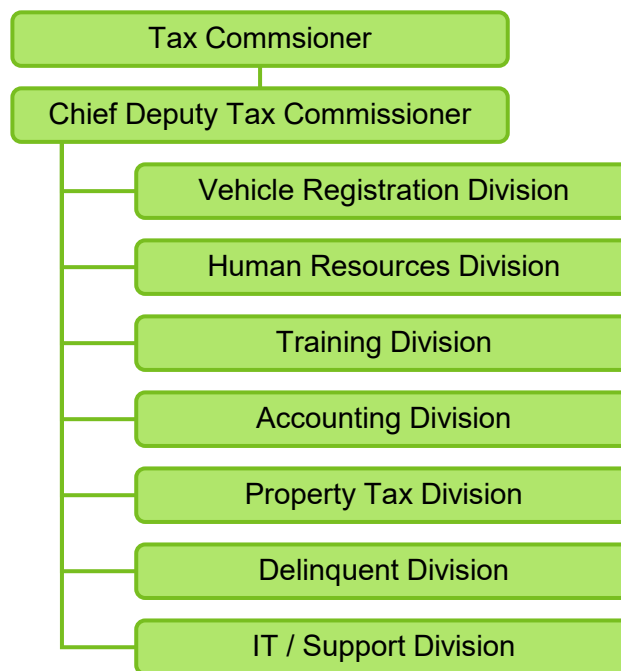 Tax Commsioner
Chief Deputy Tax Commissioner
Vehicle Registration Division
Human Resources Division
Training Division
Accounting Division
Property Tax Division
Delinquent Division
IT / Support Division